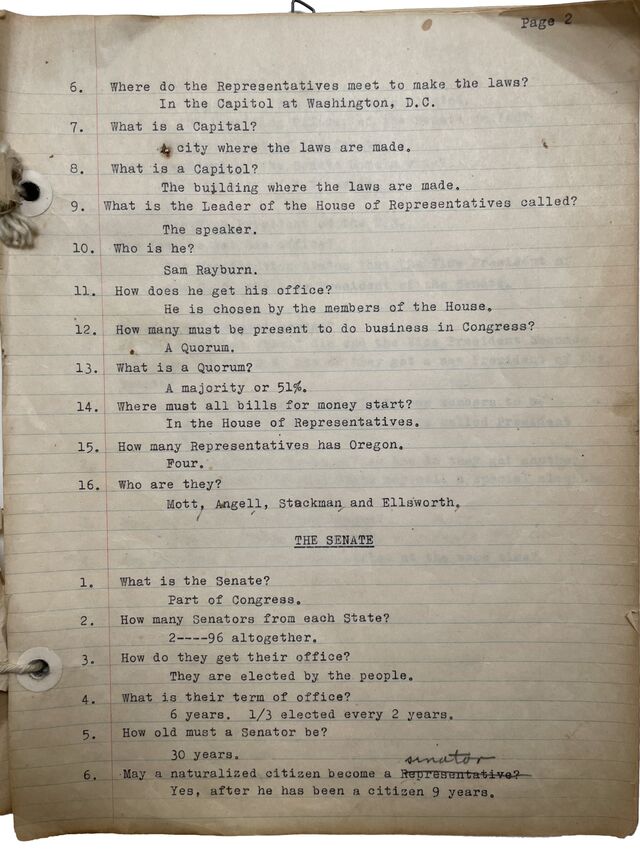 Page 2
6. Where do the Representatives meet to make the laws?
In the Capitol at Washington, D.C.
7. What is a Capital?
A city where the laws are made.
8. What is a Capitol?
The building where the laws are made.
9. What is the Leader of the House of Representatives called?
The speaker.
10. Who is he?
Sam Rayburn.
11. How does he get his office?
He is chosen by the members of the House.
12. How many must be present to do business in Congress?
A Quorum.
13. What is a Quorum?
A majority or 51%.
14. Where must all bills for money start?
In the House of Representatives.
15. How many Representatives has Oregon.
Four.
16. Who are they?
Mott, Angell, Stackman and Ellsworth.
THE SENATE
1. What is the Senate?
Part of Congress.
2. How many Senators from each State?
2----96 altogether.
3. How do they get their office?
They are elected by the people.
4. What is their term of office?
6 years. 1/3 elected every 2 years.
5. How old must a Senator be?
30 years.
senator
6. May a naturalized citizen become a Representative?
Yes, after he has been a citizen 9 years.